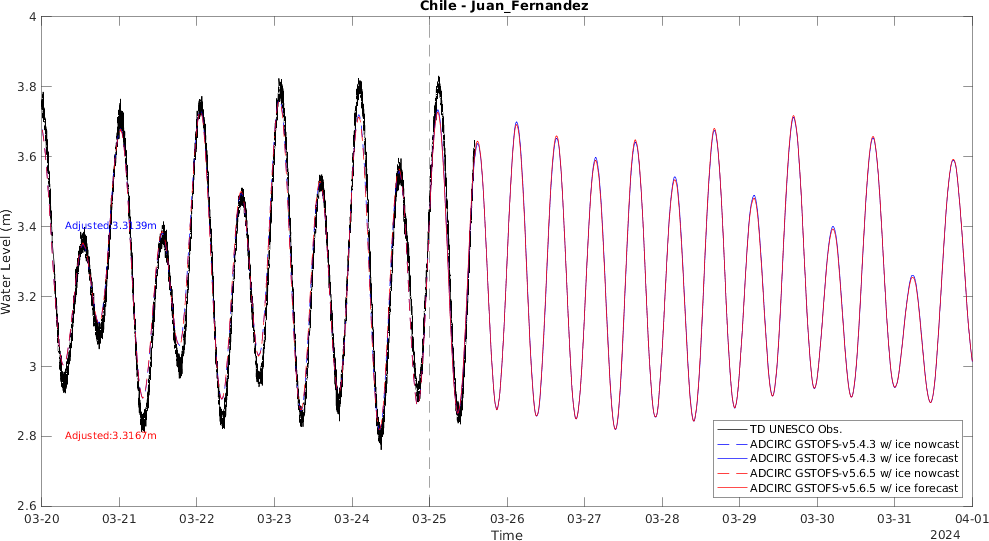 Chile - Juan_Fernandez
4
3.8
3.6
3.4
3.2
3
2.8
2.6
Water Level (m)
Adjusted:3.3139m
Adjusted:3.3167m
TD UNESCO Obs.
ADCIRC GSTOFS-v5.4.3 w/ ice nowcast
ADCIRC GSTOFS-v5.4.3 w/ ice forecast
ADCIRC GSTOFS-v5.6.5 w/ ice nowcast
ADCIRC GSTOFS-v5.6.5 w/ ice forecast
03-20 03-21 03-22 03-23 03-24 03-25 03-26 03-27 03-28 03-29 03-30 03-31 04-01
Time
2024